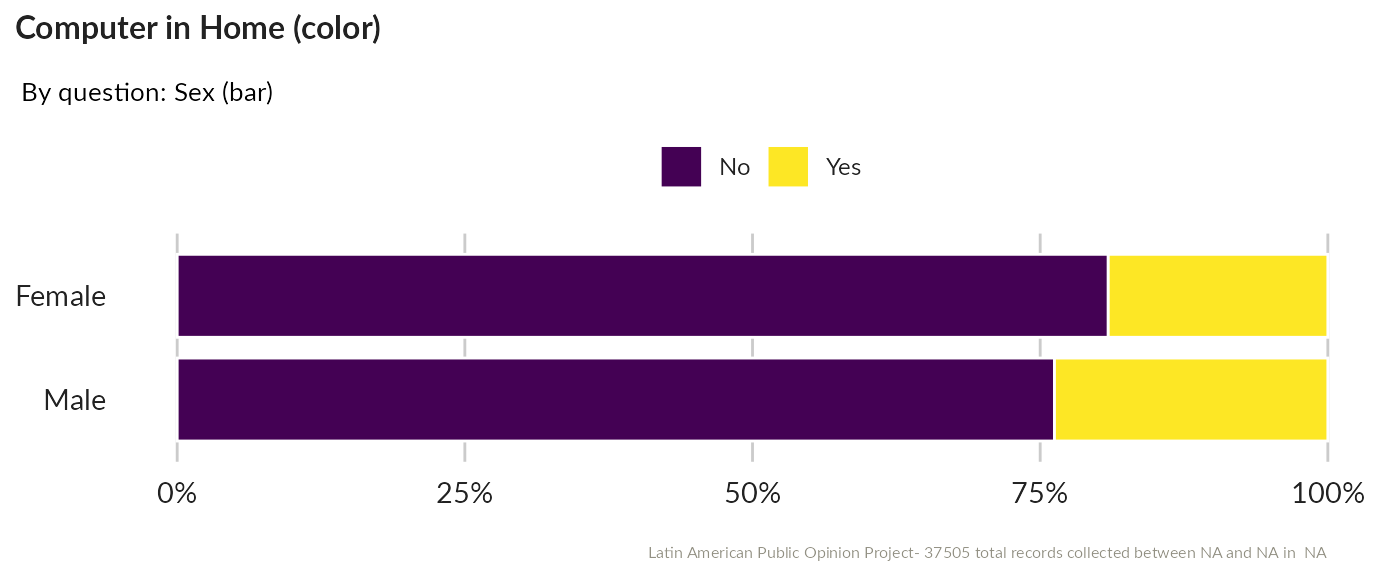 Computer in Home (color)
By question: Sex (bar)
No Yes
Female
Male
0% 25% 50% 75% 100%
Latin American Public Opinion Project- 37505 total records collected between NA and NA in  NA